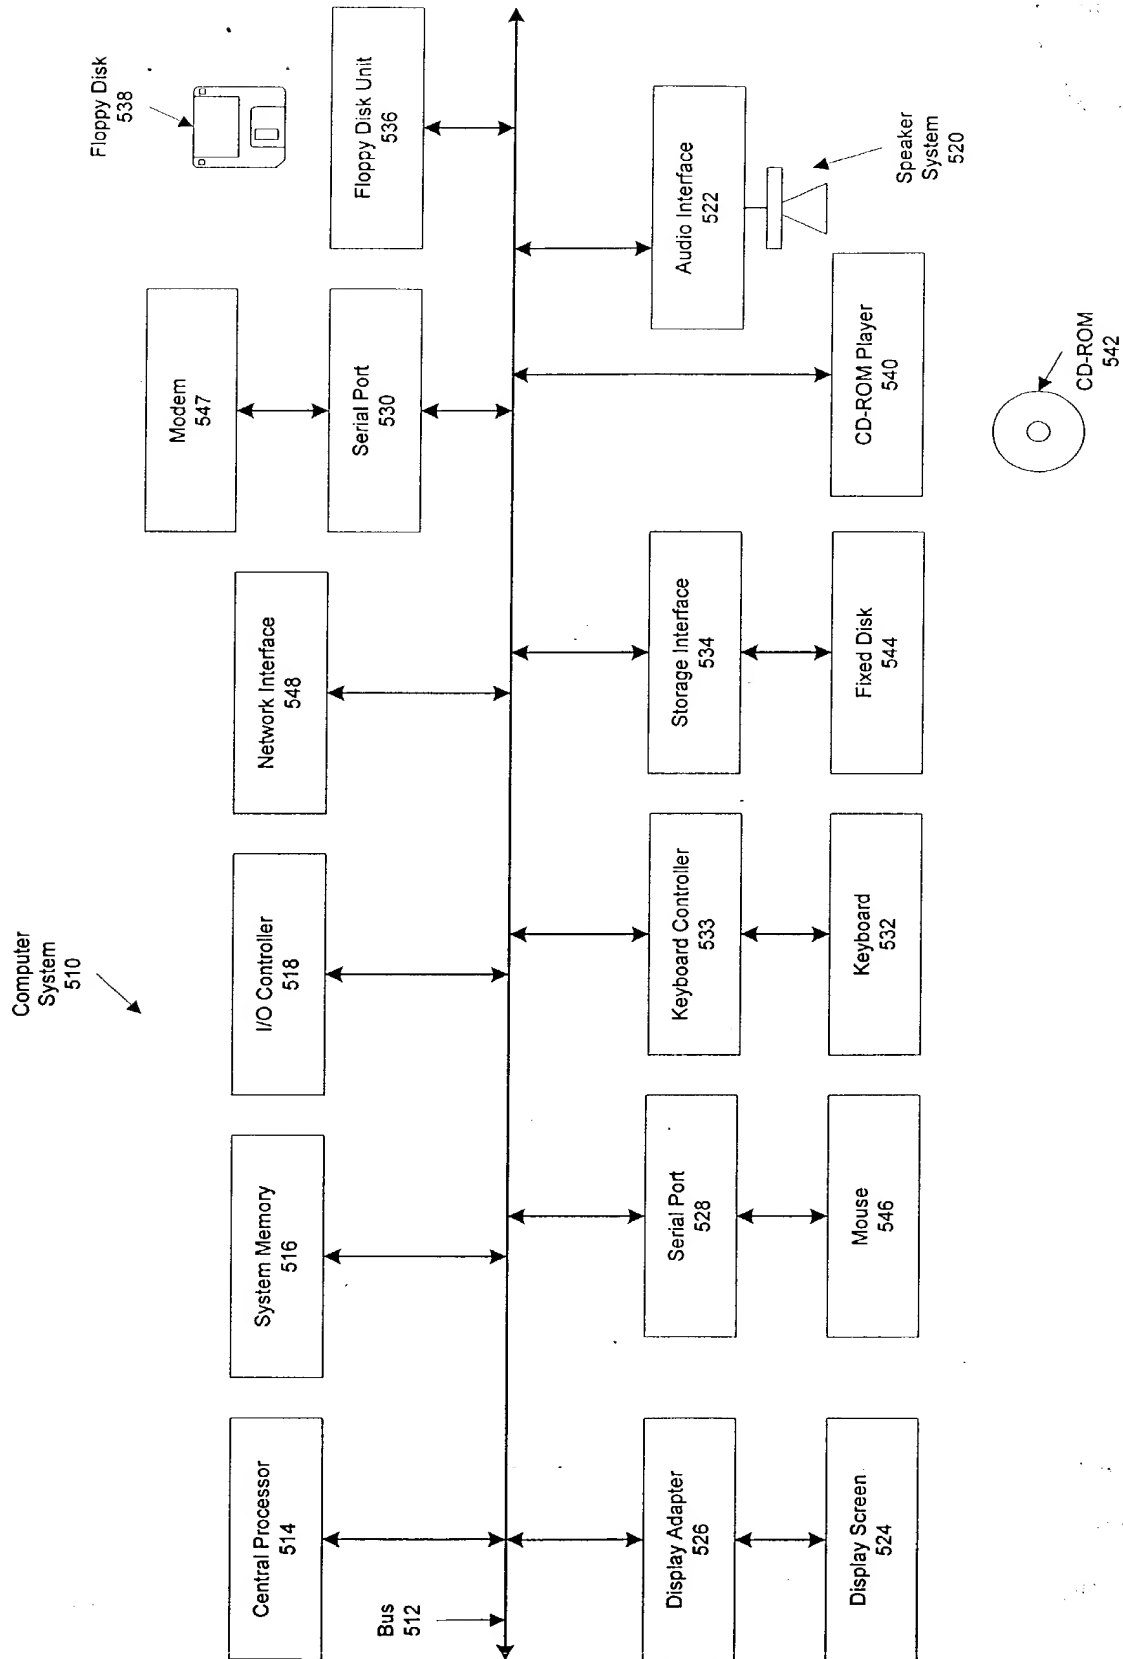 Computer
System
510
Floppy Disk
538
Modem
547
Central Processor
514
System Memory
516
I/O Controller
518
Network Interface
548
Serial Port
530
Floppy Disk Unit
536
Bus
512
Display Adapter
526
Serial Port
528
Keyboard Controller
533
Storage Interface
534
Audio Interface
522
Display Screen
524
Mouse
546
Keyboard
532
Fixed Disk
544
CD-ROM Player
540
Speaker
System
520
CD-ROM
542